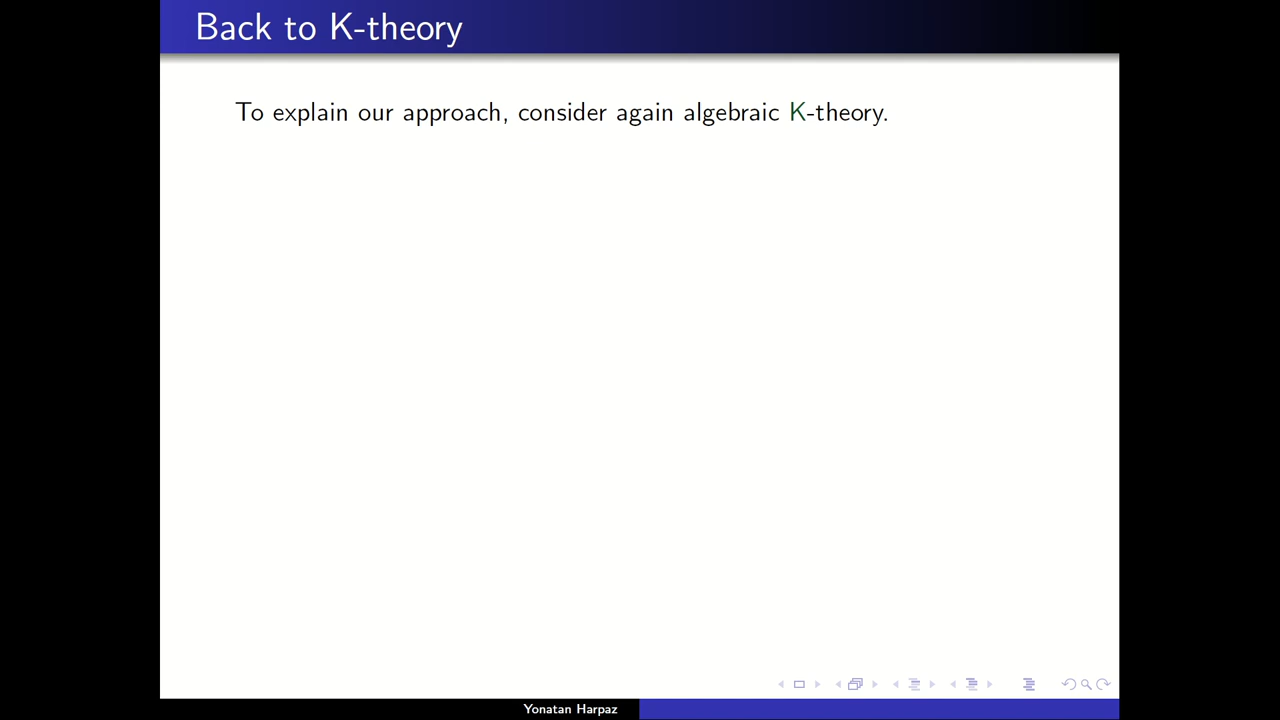 Back to K-theory
To explain our approach, consider again algebraic K-theory.
Yonatan Harpaz